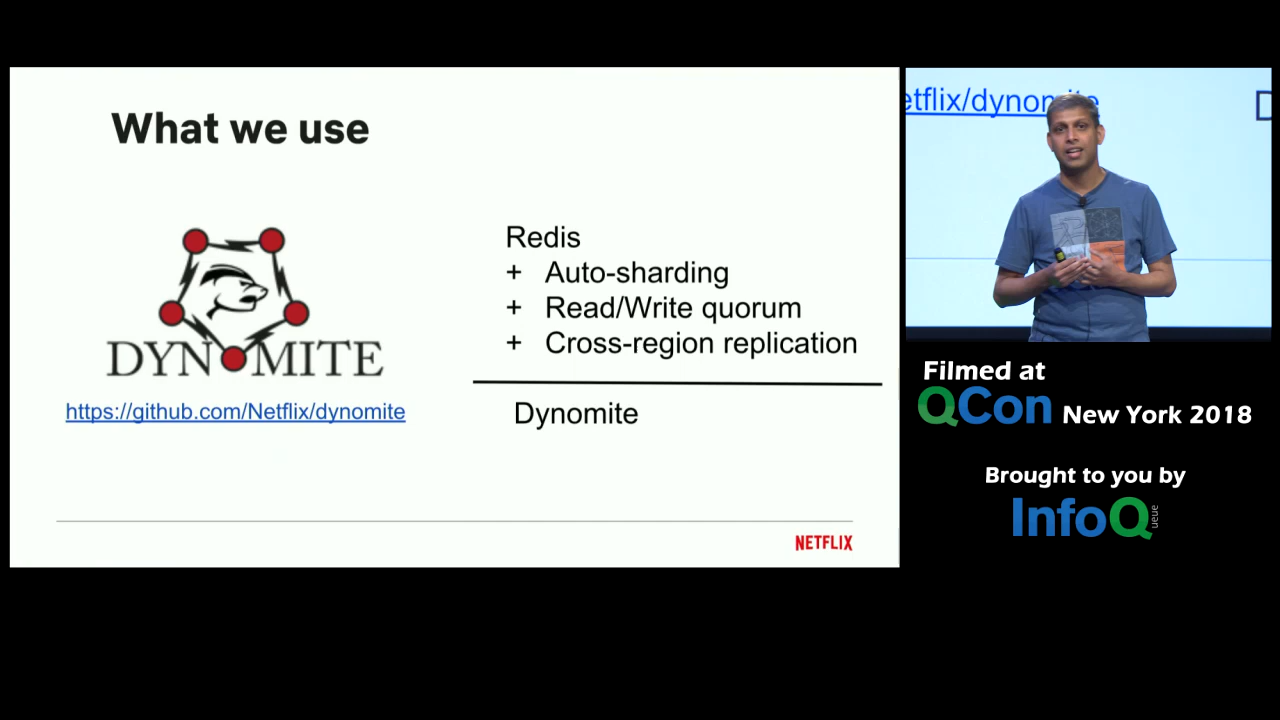 What we use
DYNOMITE
https://github.com/Netflix/dynomite
Redis
+ Auto-sharding
+ Read/Write quorum
+ Cross-region replication
Dynomite
NETFLIX
etflix/dynomite
Filmed at
QCon New York 2018
Brought to you by
InfoQueue